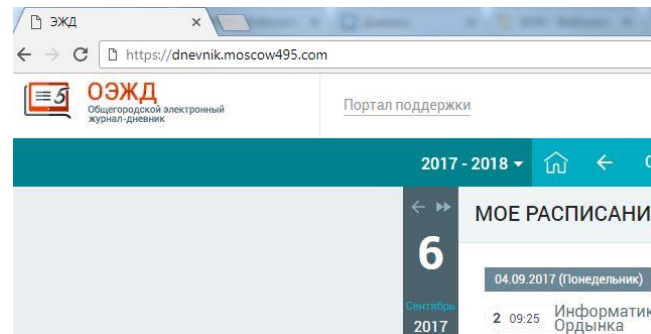 ЭЖД
https://dnevnik.moscow495.com
5
ОЭЖД
Общегородской электронный
журнал-дневник
Портал поддержки
2017 - 2018
6
Сентябрь
2017
МОЕ РАСПИСАНИ
04.09.2017 (Понедельник)
2 09:25 Информатик
Ордынка